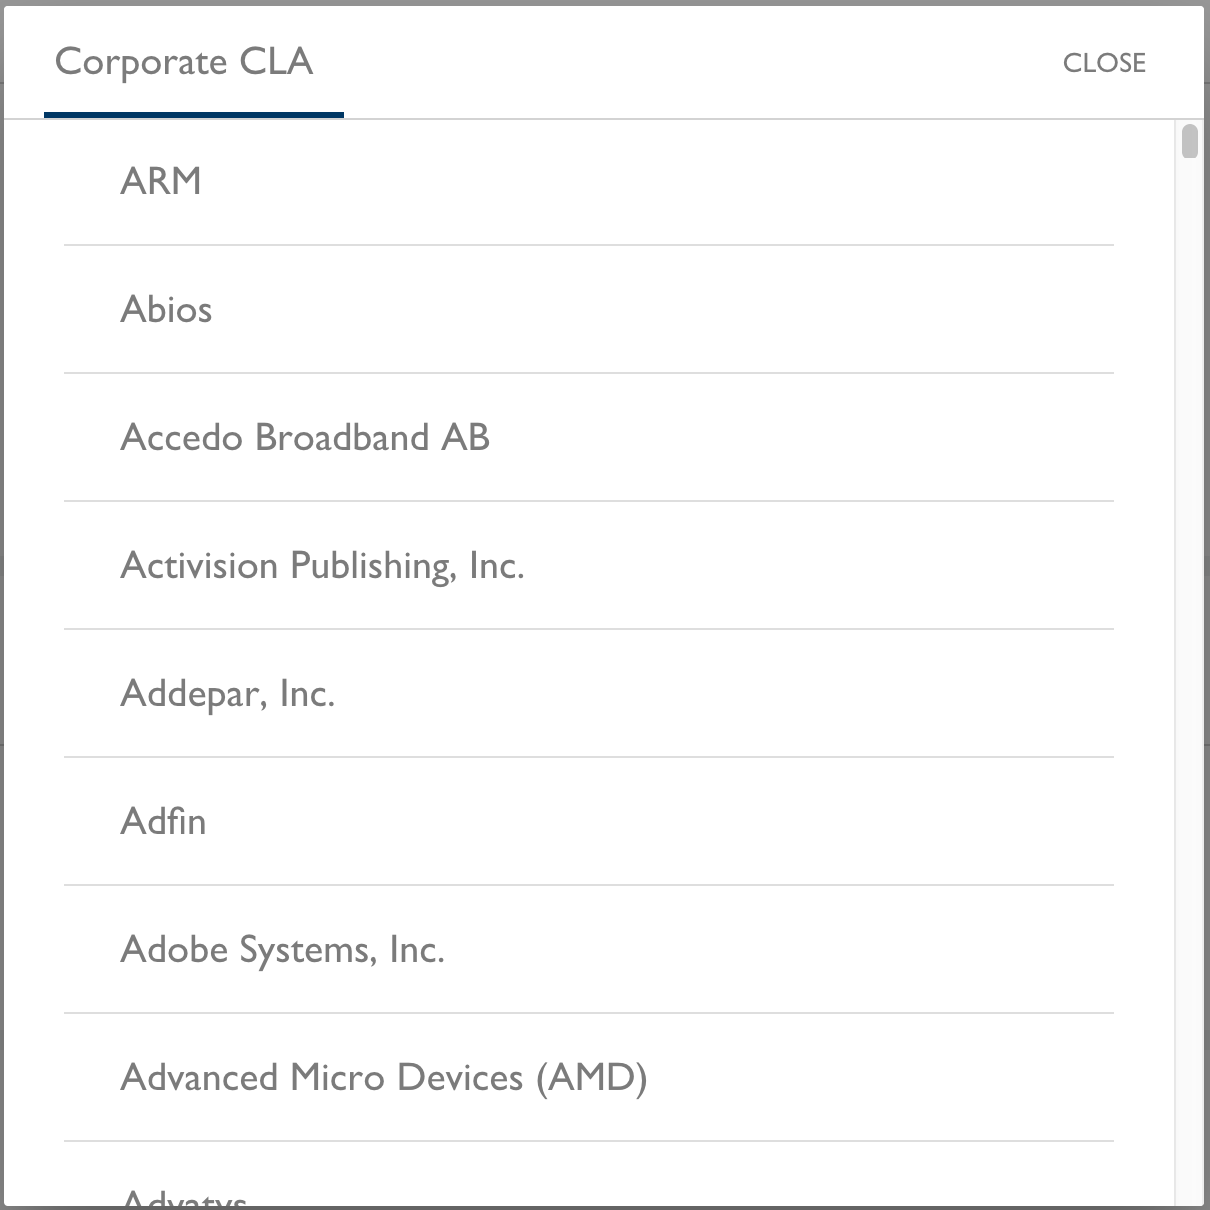 Corporate CLA
CLOSE
ARM
Abios
Accedo Broadband AB
Activision Publishing, Inc.
Addepar, Inc.
Adfin
Adobe Systems, Inc.
Advanced Micro Devices (AMD)